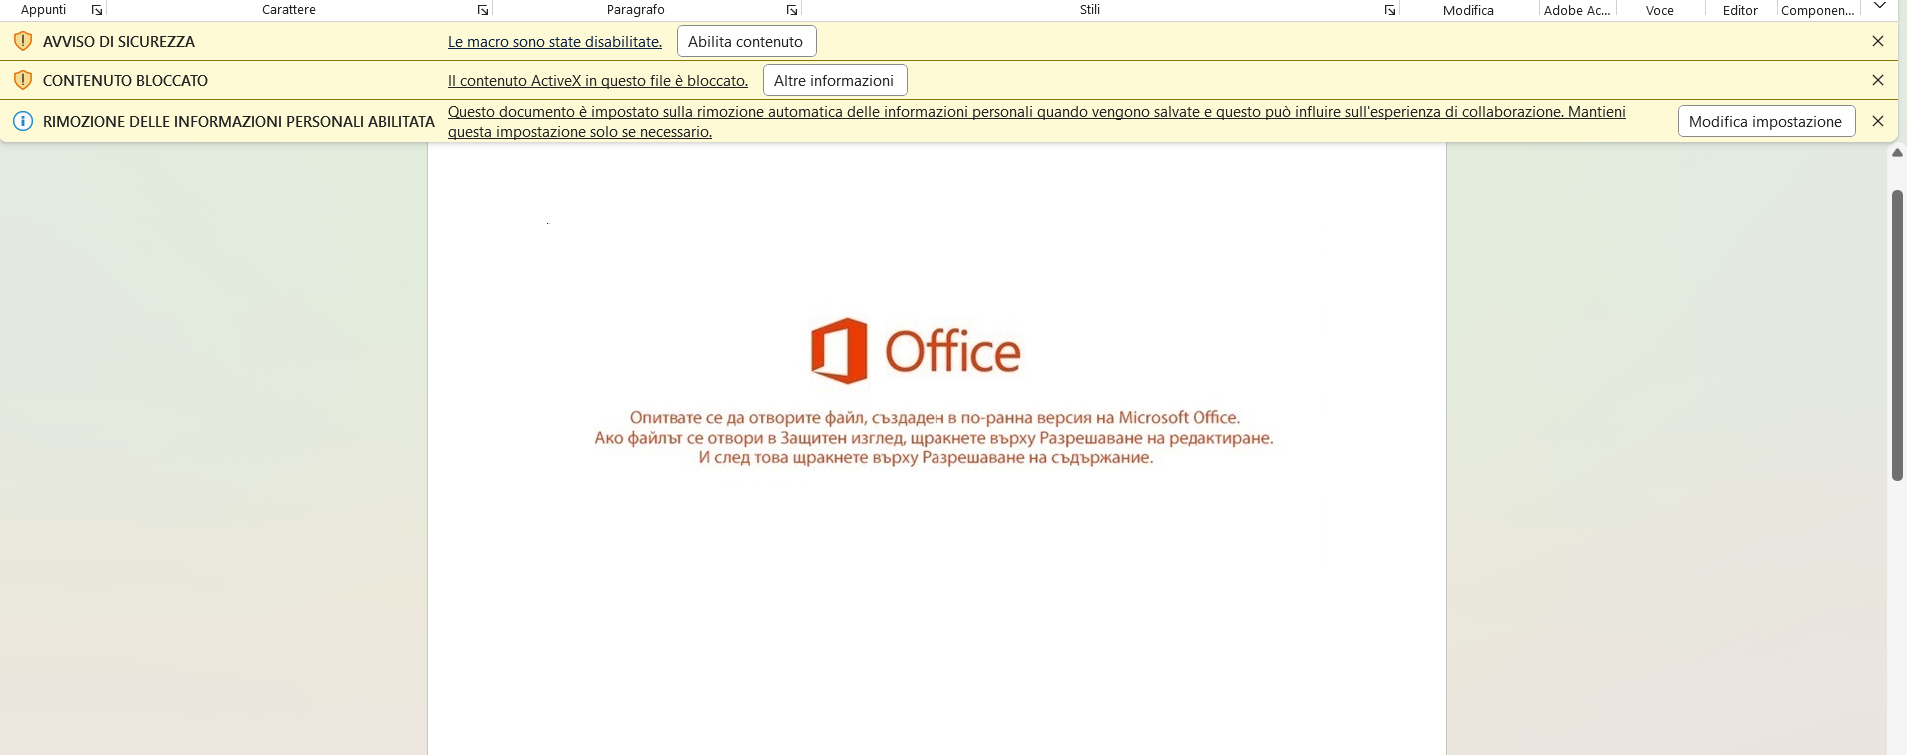 Appunti
Carattere
Paragrafo
Stili
Modifica
Adobe Ac...
Voce
Editor
Componen...
AVVISO DI SICUREZZA Le macro sono state disabilitate. Abilita contenuto
CONTENUTO BLOCCATO Il contenuto ActiveX in questo file è bloccato. Altre informazioni
RIMOZIONE DELLE INFORMAZIONI PERSONALI ABILITATA Questo documento è impostato sulla rimozione automatica delle informazioni personali quando vengono salvate e questo può influire sull'esperienza di collaborazione. Mantieni
questa impostazione solo se necessario.
Modifica impostazione
Office
Опитвате се да отворите файл, създаден в по-ранна версия на Microsoft Office.
Ако файлът се отвори в Защитен изглед, щракнете върху Разрешаване на редактиране.
И след това щракнете върху Разрешаване на съдържание.